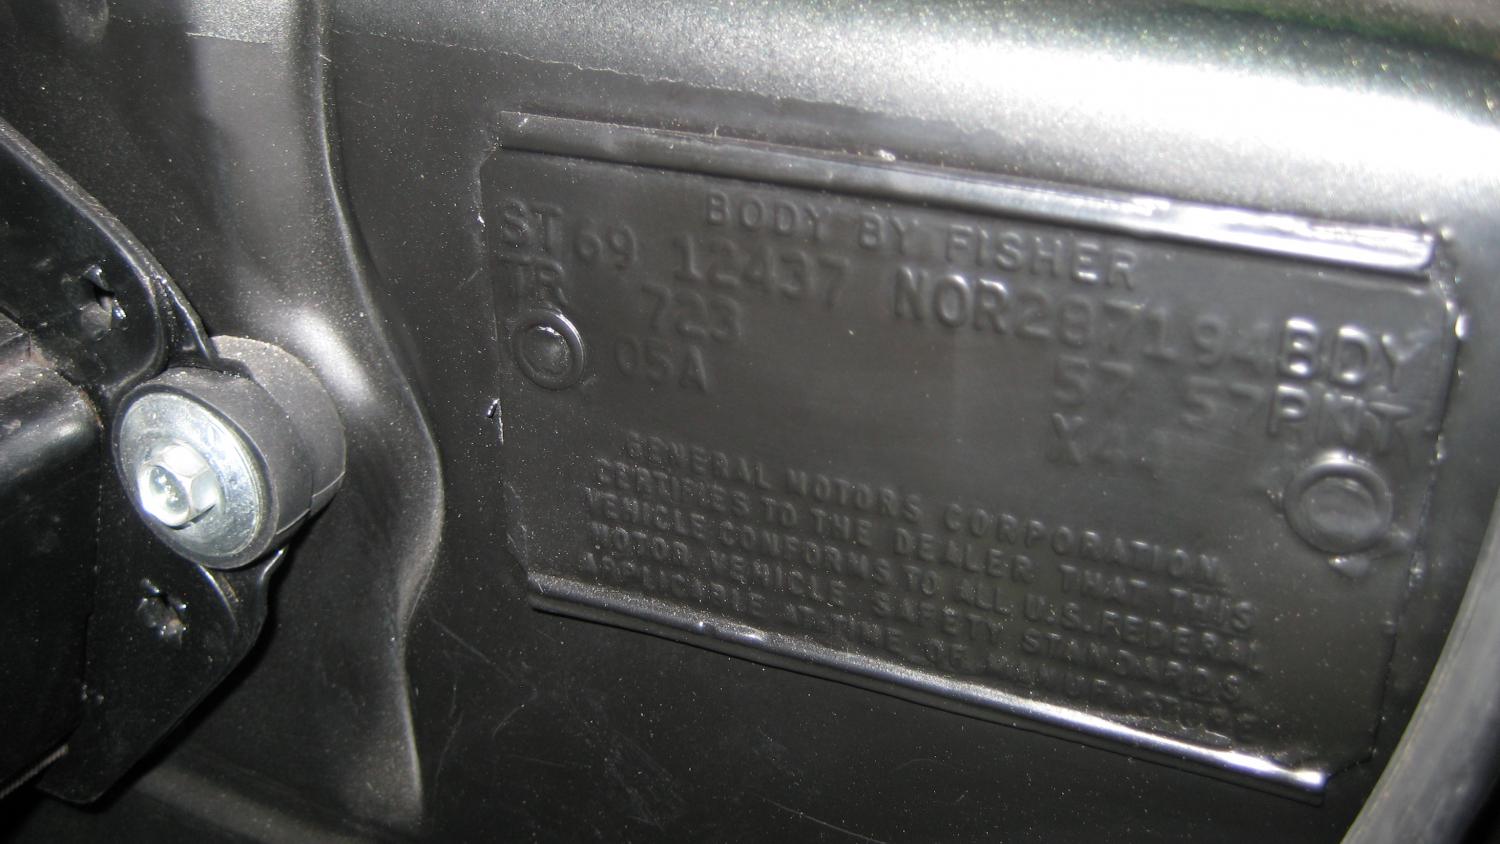 BODY BY FISHER
ST 69 12437 NOR287194 BDY
TR 723 57 57 PNT
05A X44
GENERAL MOTORS CORPORATION
CERTIFIES TO THE DEALER THAT THIS
VEHICLE CONFORMS TO ALL U.S. FEDERAL
MOTOR VEHICLE SAFETY STANDARDS
APPLICABLE AT TIME OF MANUFACTURE